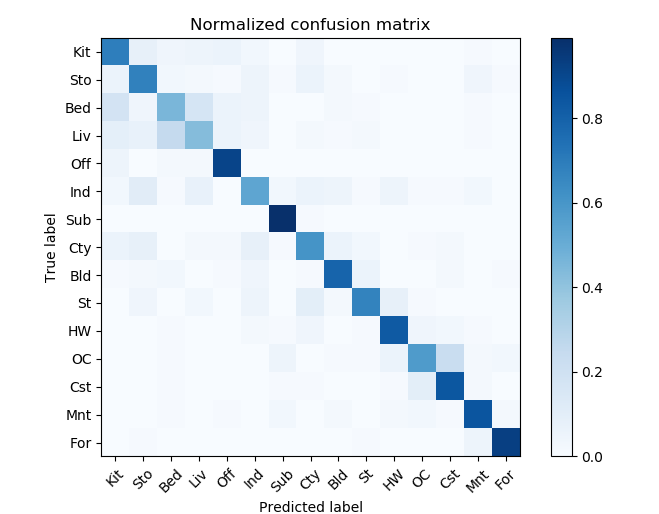 Normalized confusion matrix
True label
Kit
Sto
Bed
Liv
Off
Ind
Sub
Cty
Bld
St
HW
OC
Cst
Mnt
For
Kit Sto Bed Liv Off Ind Sub Cty Bld St HW OC Cst Mnt For
Predicted label
0.8
0.6
0.4
0.2
0.0